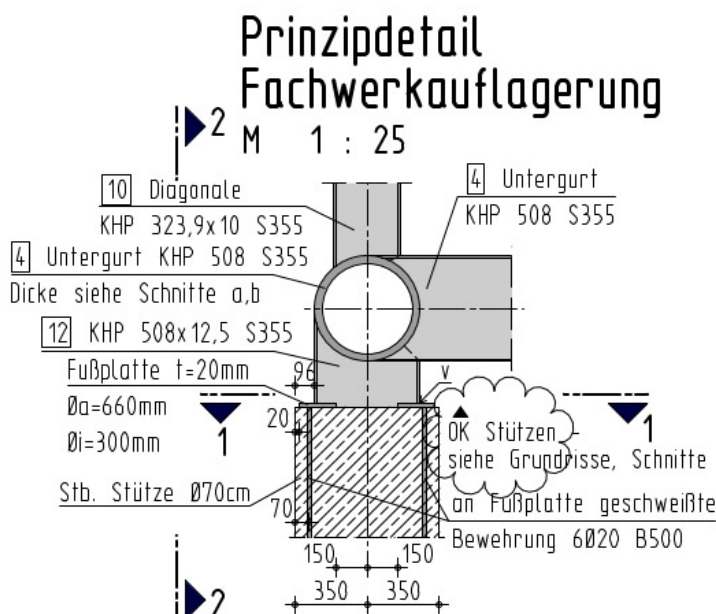 Prinzipdetail
Fachwerkauflagerung
M 1 : 25
2
10 Diagonale
KHP 323,9x10 S355
4 Untergurt
KHP 508 S355
4 Untergurt KHP 508 S355
Dicke siehe Schnitte a,b
12 KHP 508x12,5 S355
Fußplatte t=20mm
Øa=660mm
Øi=300mm
96
v
1
1
20
OK Stützen
siehe Grundrisse, Schnitte
Stb. Stütze Ø70cm
70
an Fußplatte geschweißte
Bewehrung 6Ø20 B500
150 150
350 350
2